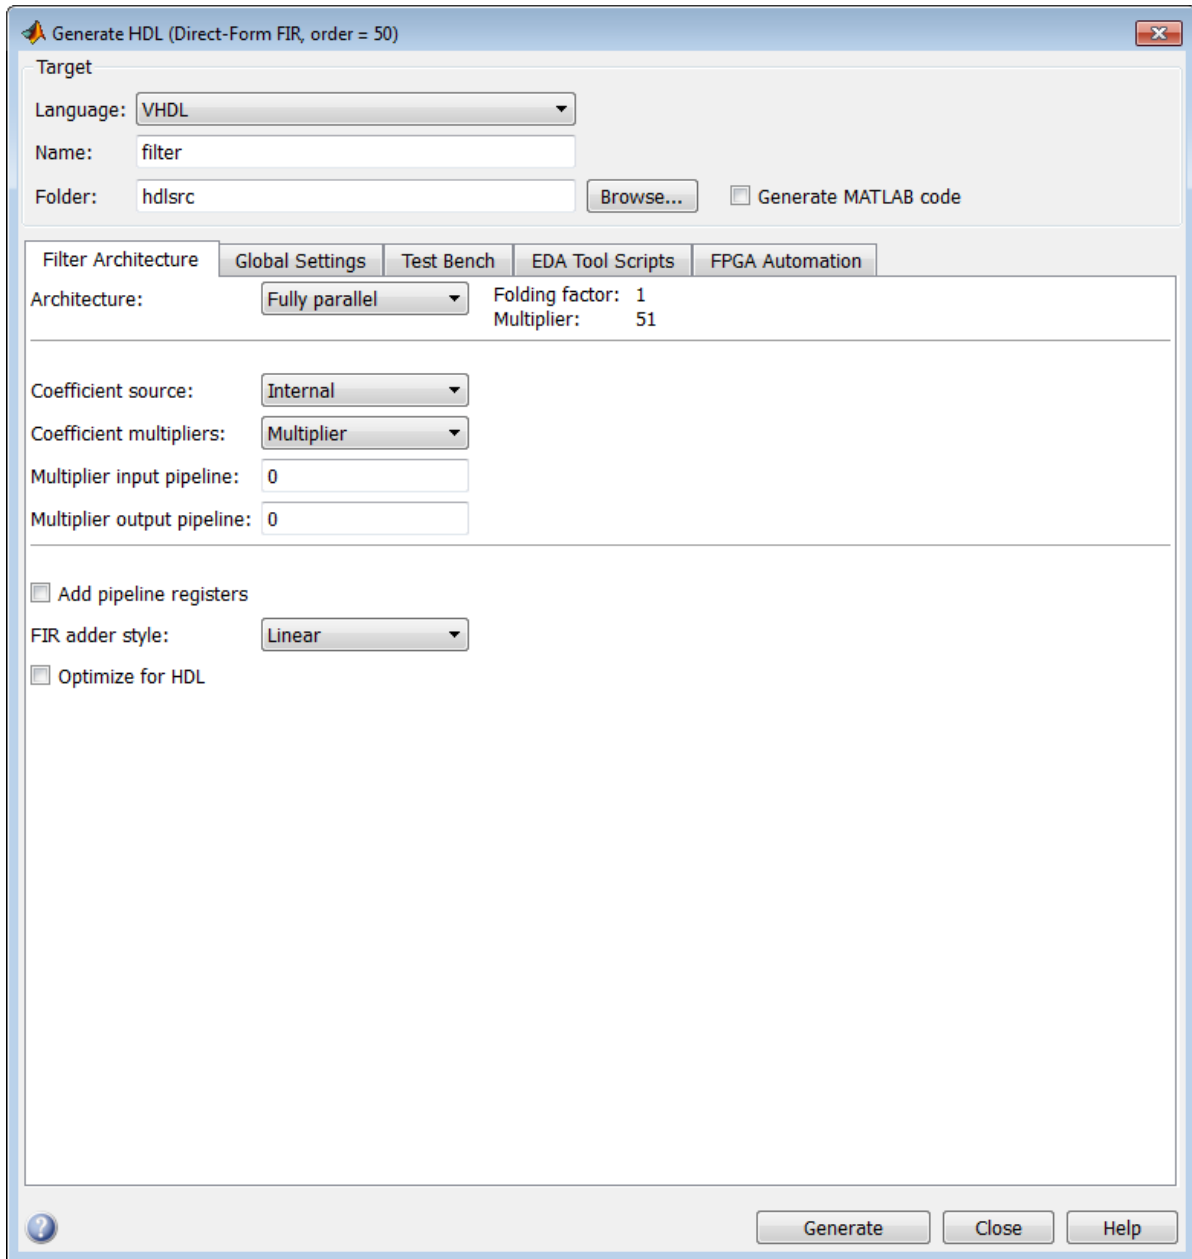 Generate HDL (Direct-Form FIR, order = 50)
Target
Language: VHDL
Name: filter
Folder: hdlsrc Browse... Generate MATLAB code
Filter Architecture Global Settings Test Bench EDA Tool Scripts FPGA Automation
Architecture: Fully parallel Folding factor: 1
Multiplier: 51
Coefficient source: Internal
Coefficient multipliers: Multiplier
Multiplier input pipeline: 0
Multiplier output pipeline: 0
Add pipeline registers
FIR adder style: Linear
Optimize for HDL
? Generate Close Help